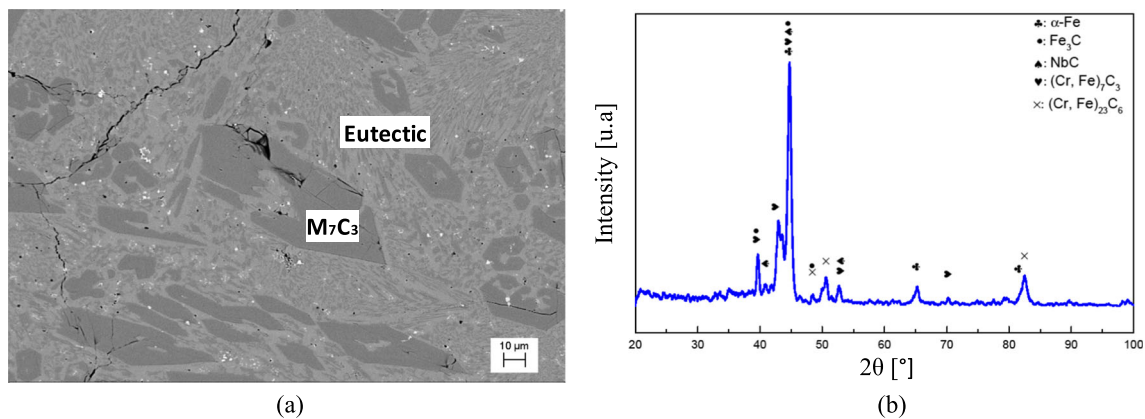 Eutectic
M₇C₃
10 µm
(a)
Intensity [u.a]
♣: α-Fe
●: Fe₃C
♠: NbC
♥: (Cr, Fe)₇C₃
×: (Cr, Fe)₂₃C₆
20 30 40 50 60 70 80 90 100
2θ [°]
(b)